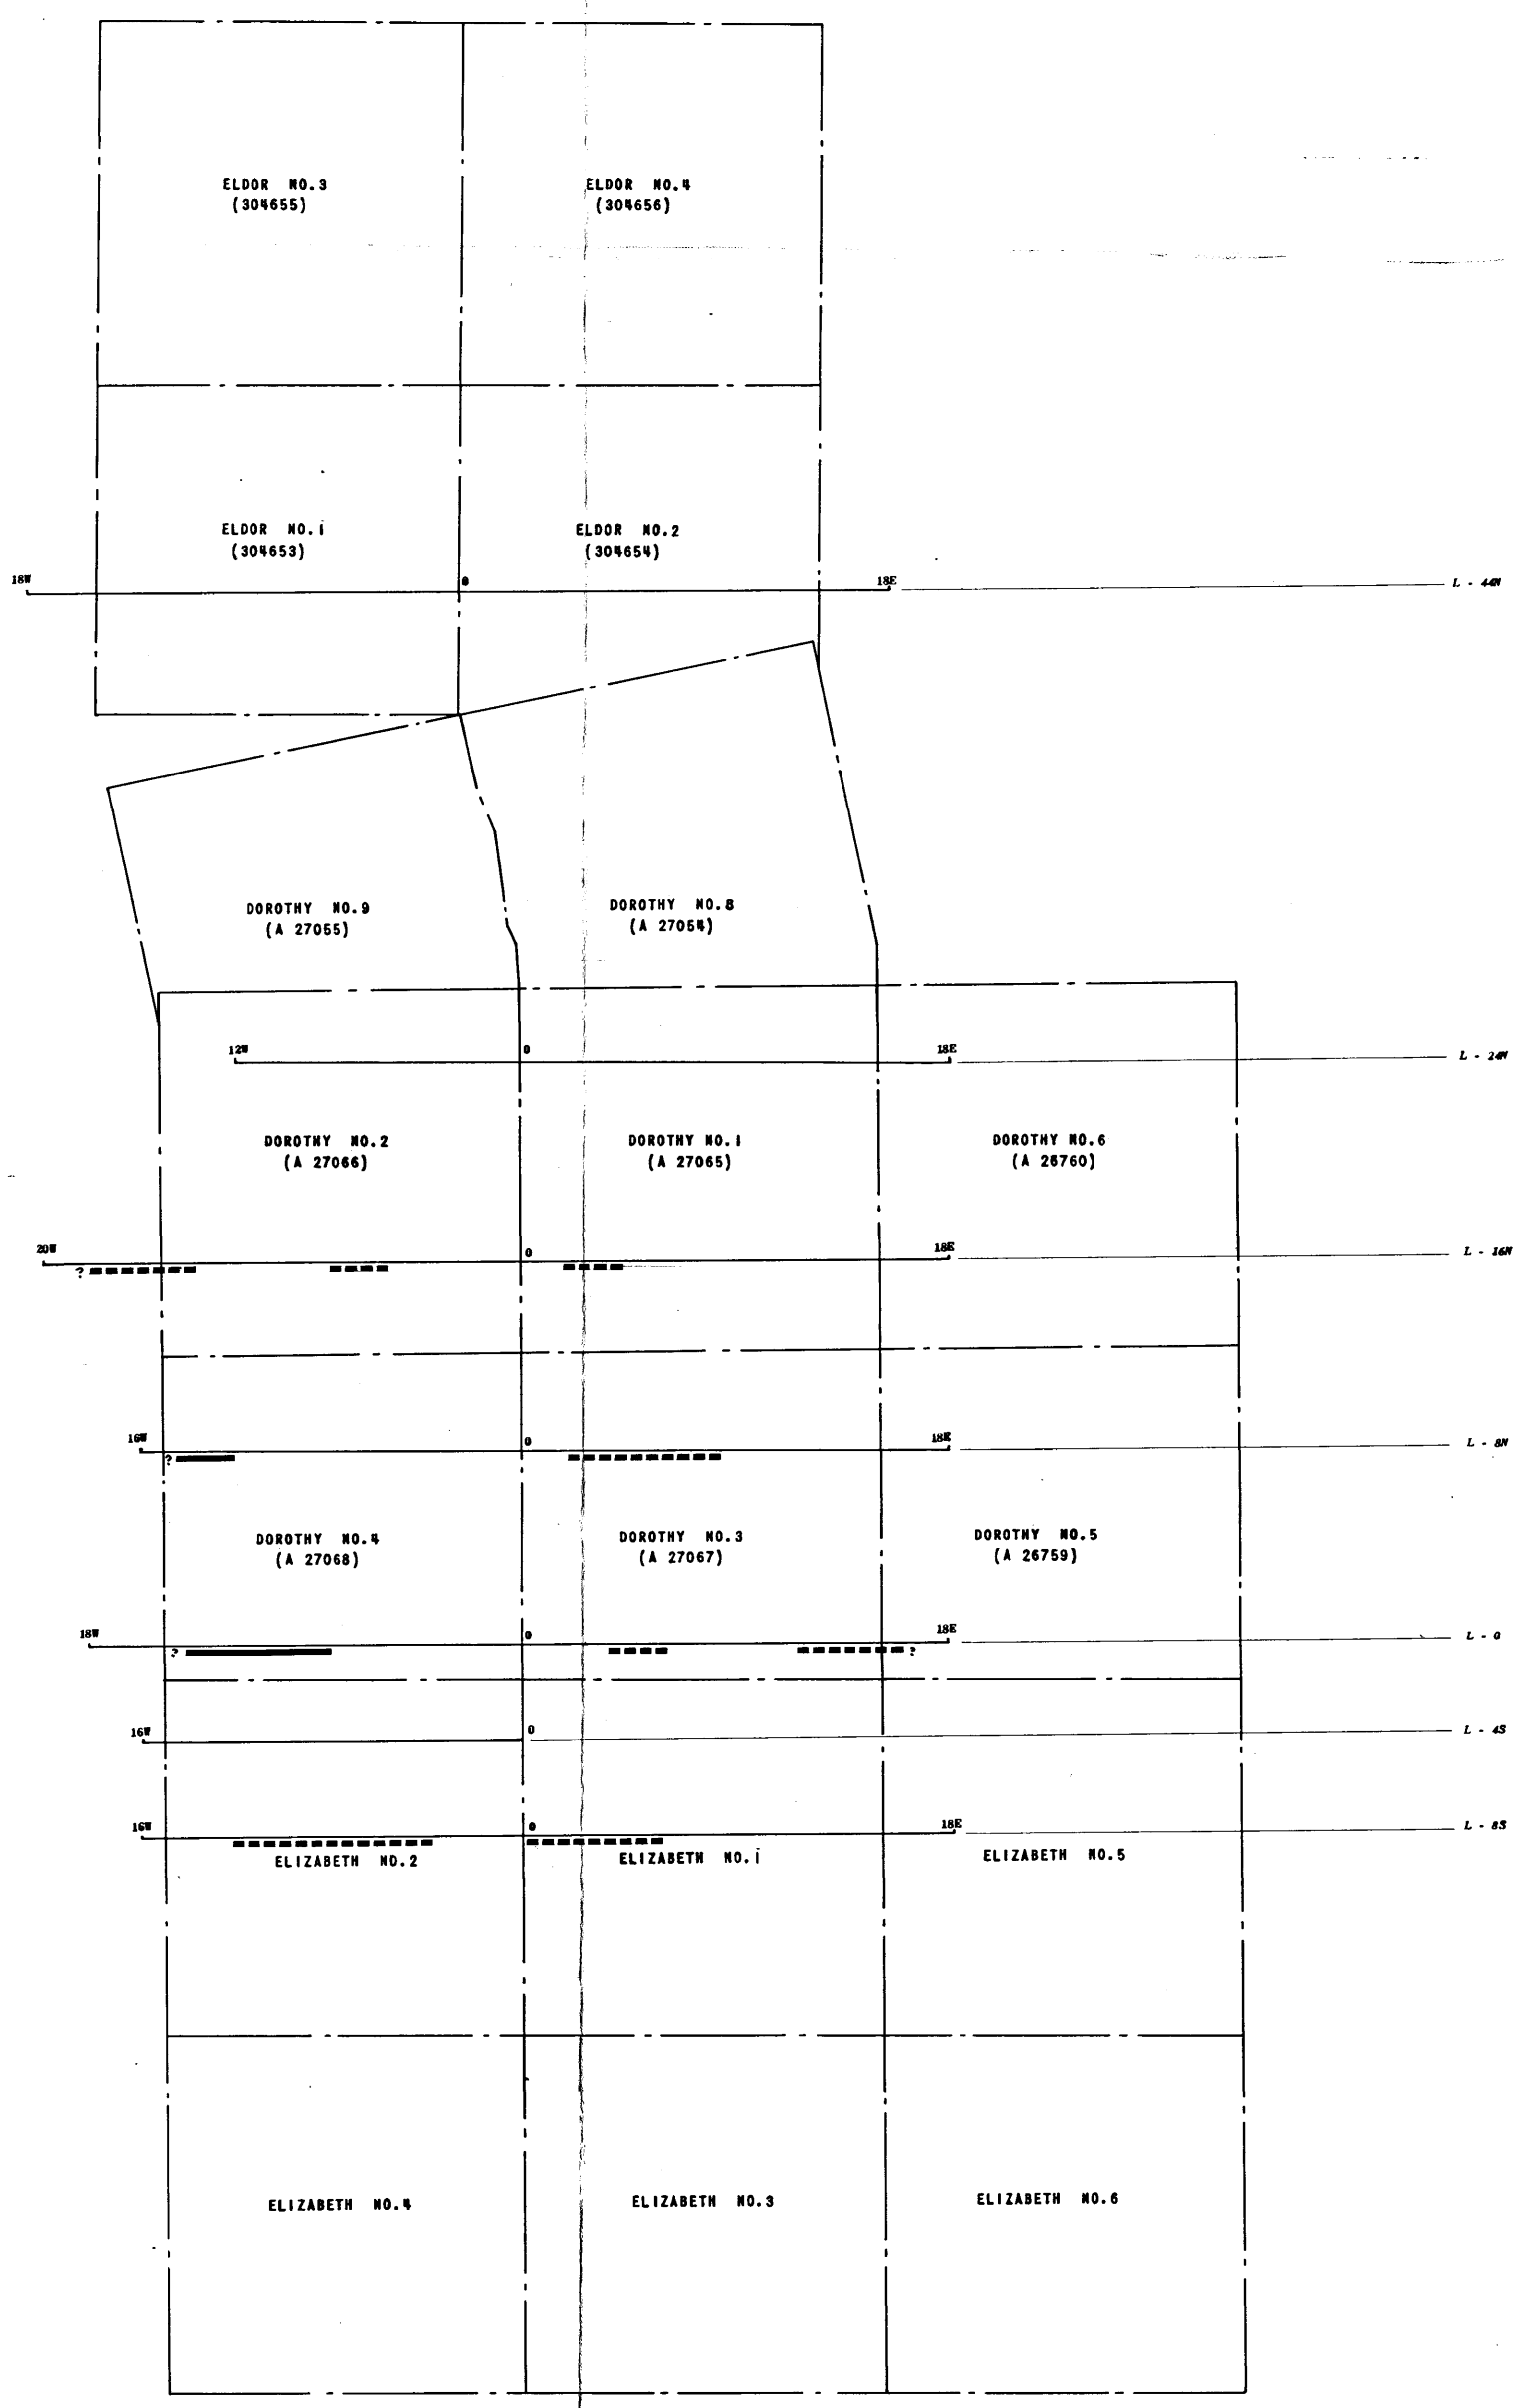 ELDOR NO.3
(304655)
ELDOR NO.4
(304656)
ELDOR NO.1
(304653)
ELDOR NO.2
(304654)
18W 0 18E L - 44N
DOROTHY NO.9
(A 27055)
DOROTHY NO.8
(A 27054)
12W 0 18E L - 24N
DOROTHY NO.2
(A 27066)
DOROTHY NO.1
(A 27065)
DOROTHY NO.6
(A 26760)
20W 0 18E L - 16N
?
16W 0 18E L - 8N
?
DOROTHY NO.4
(A 27068)
DOROTHY NO.3
(A 27067)
DOROTHY NO.5
(A 26759)
18W 0 18E L - 0
? ?
16W 0 L - 4S
16W 0 18E L - 8S
ELIZABETH NO.2
ELIZABETH NO.1
ELIZABETH NO.5
ELIZABETH NO.4
ELIZABETH NO.3
ELIZABETH NO.6